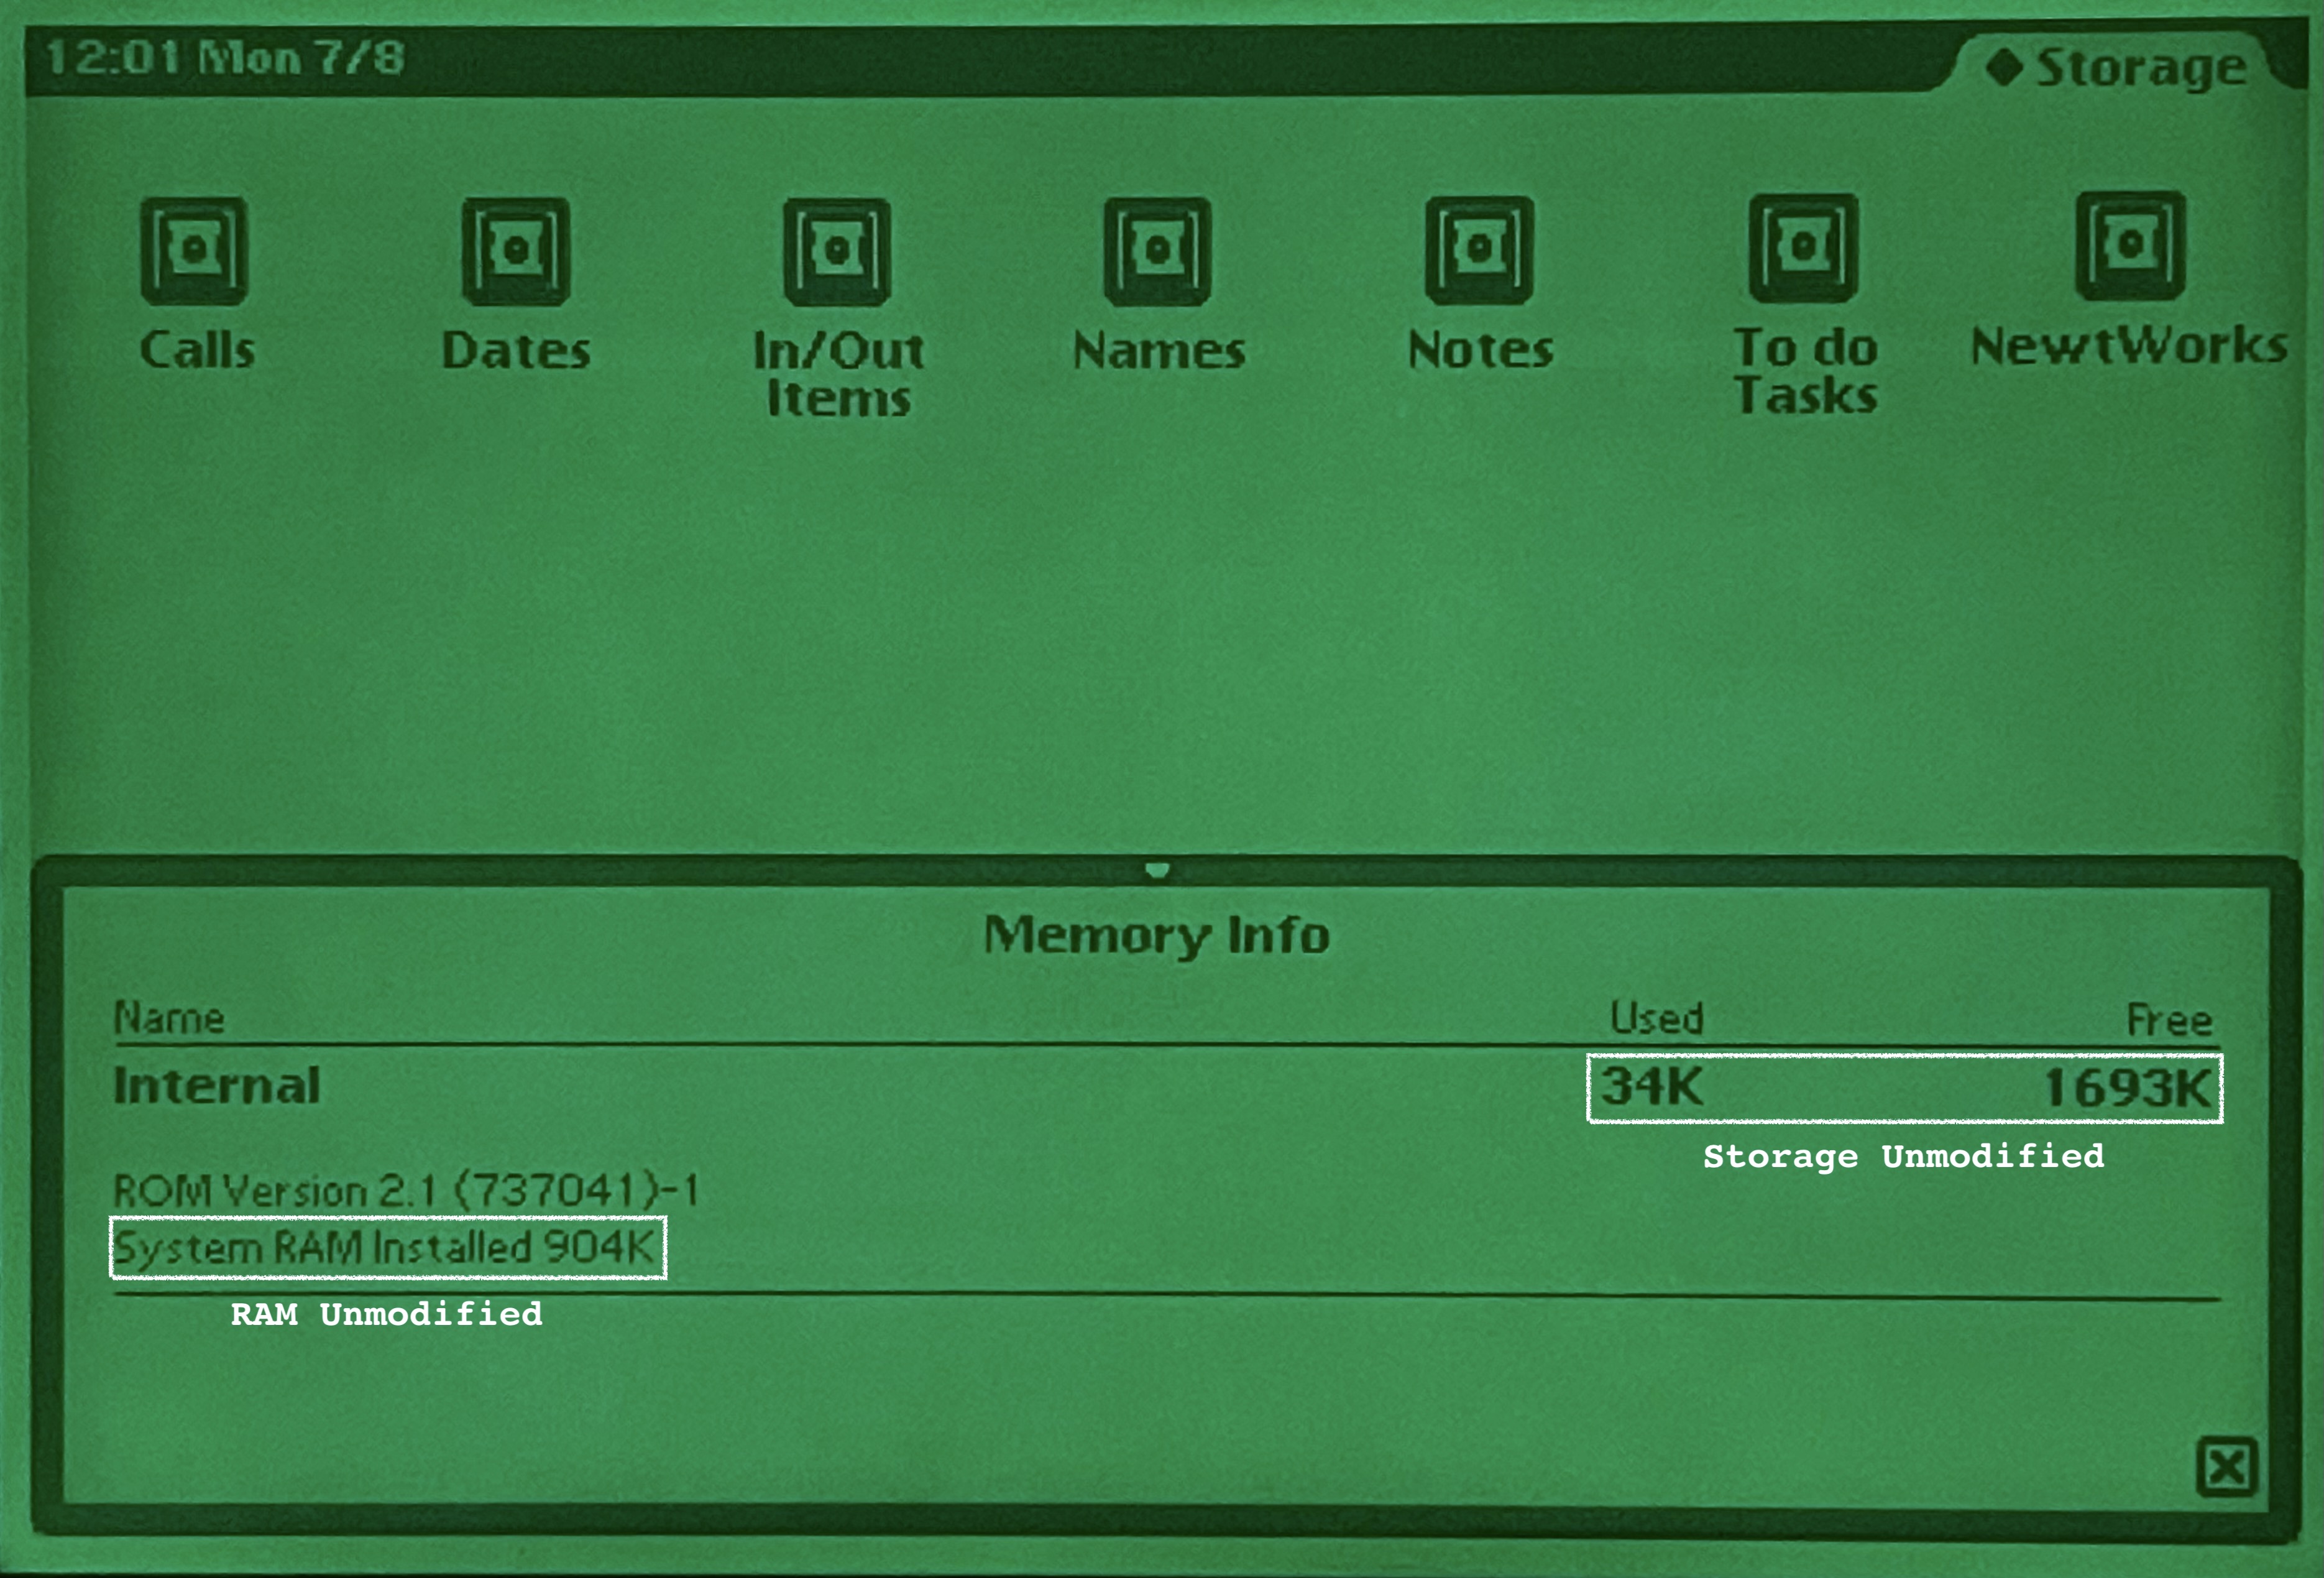 12:01 Mon 7/8
Storage
Calls
Dates
In/Out
Items
Names
Notes
To do
Tasks
NewtWorks
Memory Info
Name Used Free
Internal 34K 1693K
Storage Unmodified
ROM Version 2.1 (737041)-1
System RAM Installed 904K
RAM Unmodified